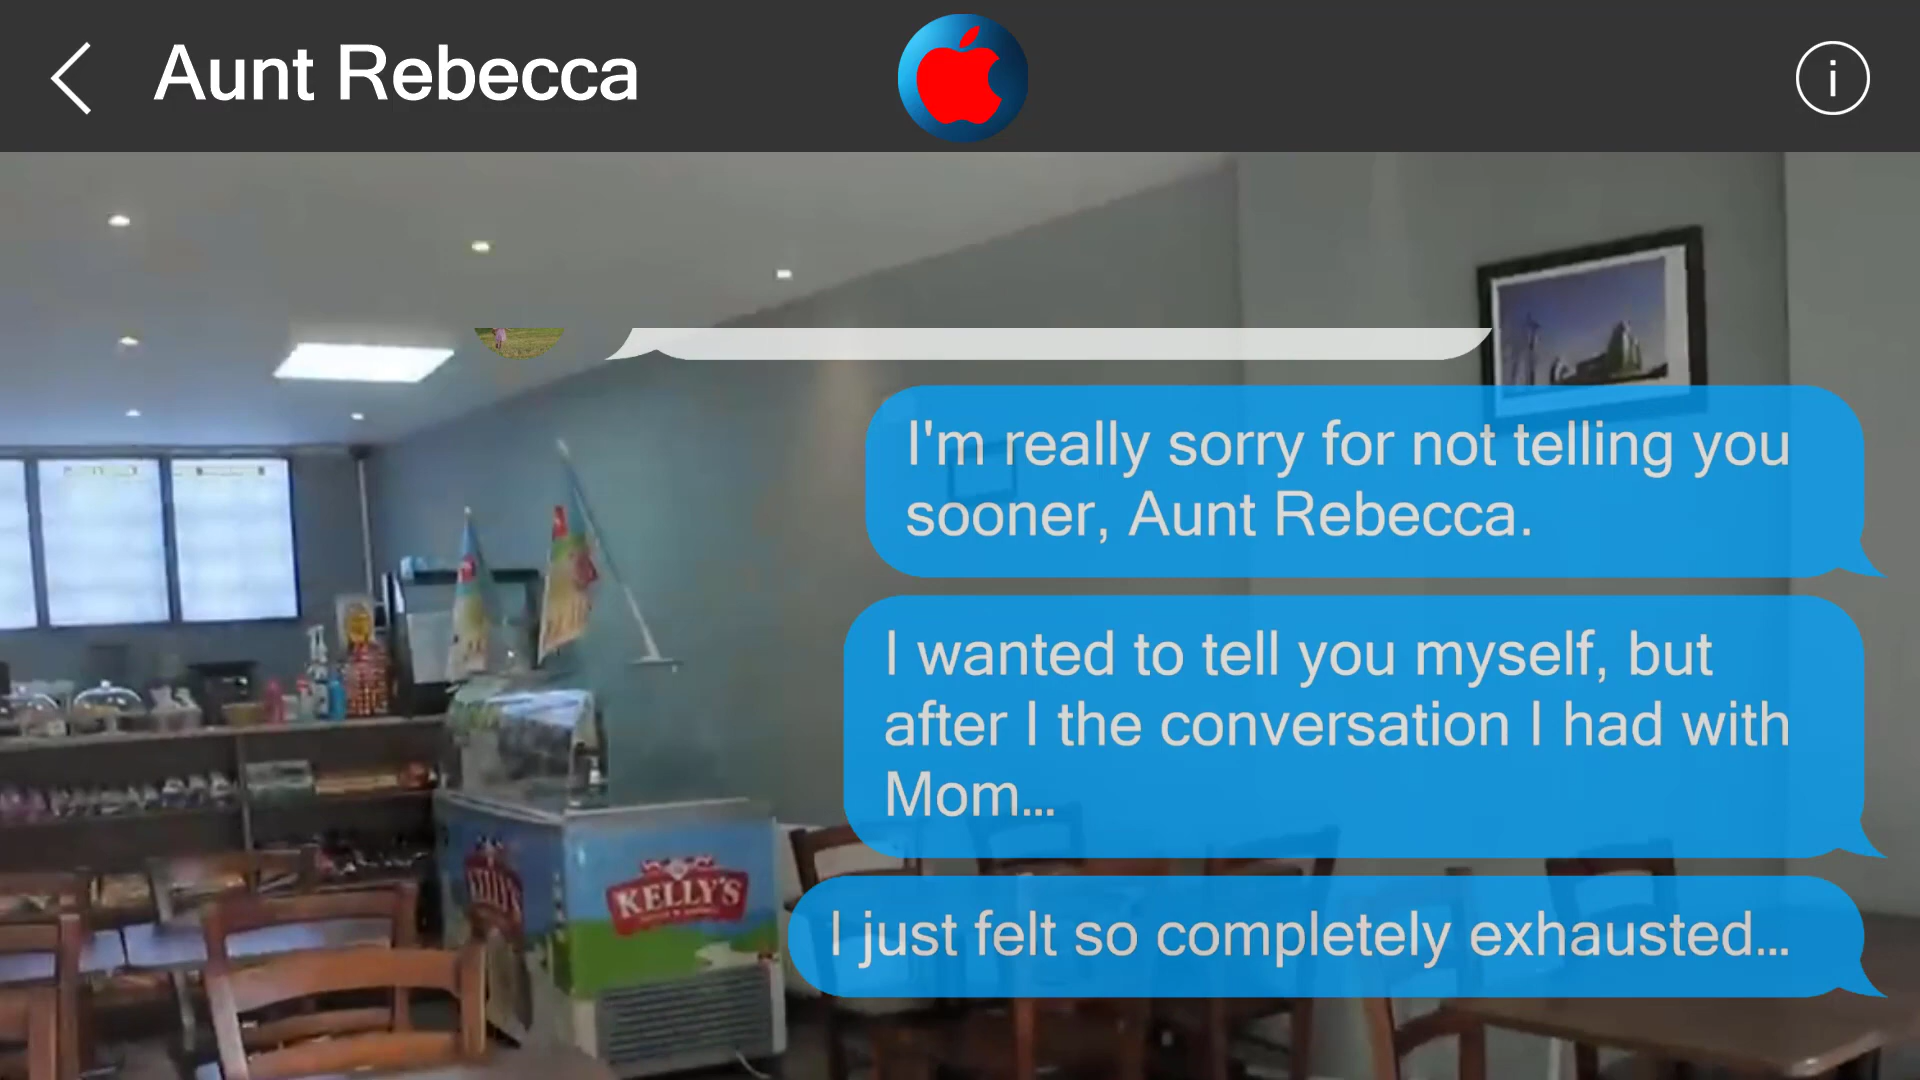 Aunt Rebecca
I'm really sorry for not telling you
sooner, Aunt Rebecca.
I wanted to tell you myself, but
after I the conversation I had with
Mom...
I just felt so completely exhausted...
KELLY'S
KELLY'S